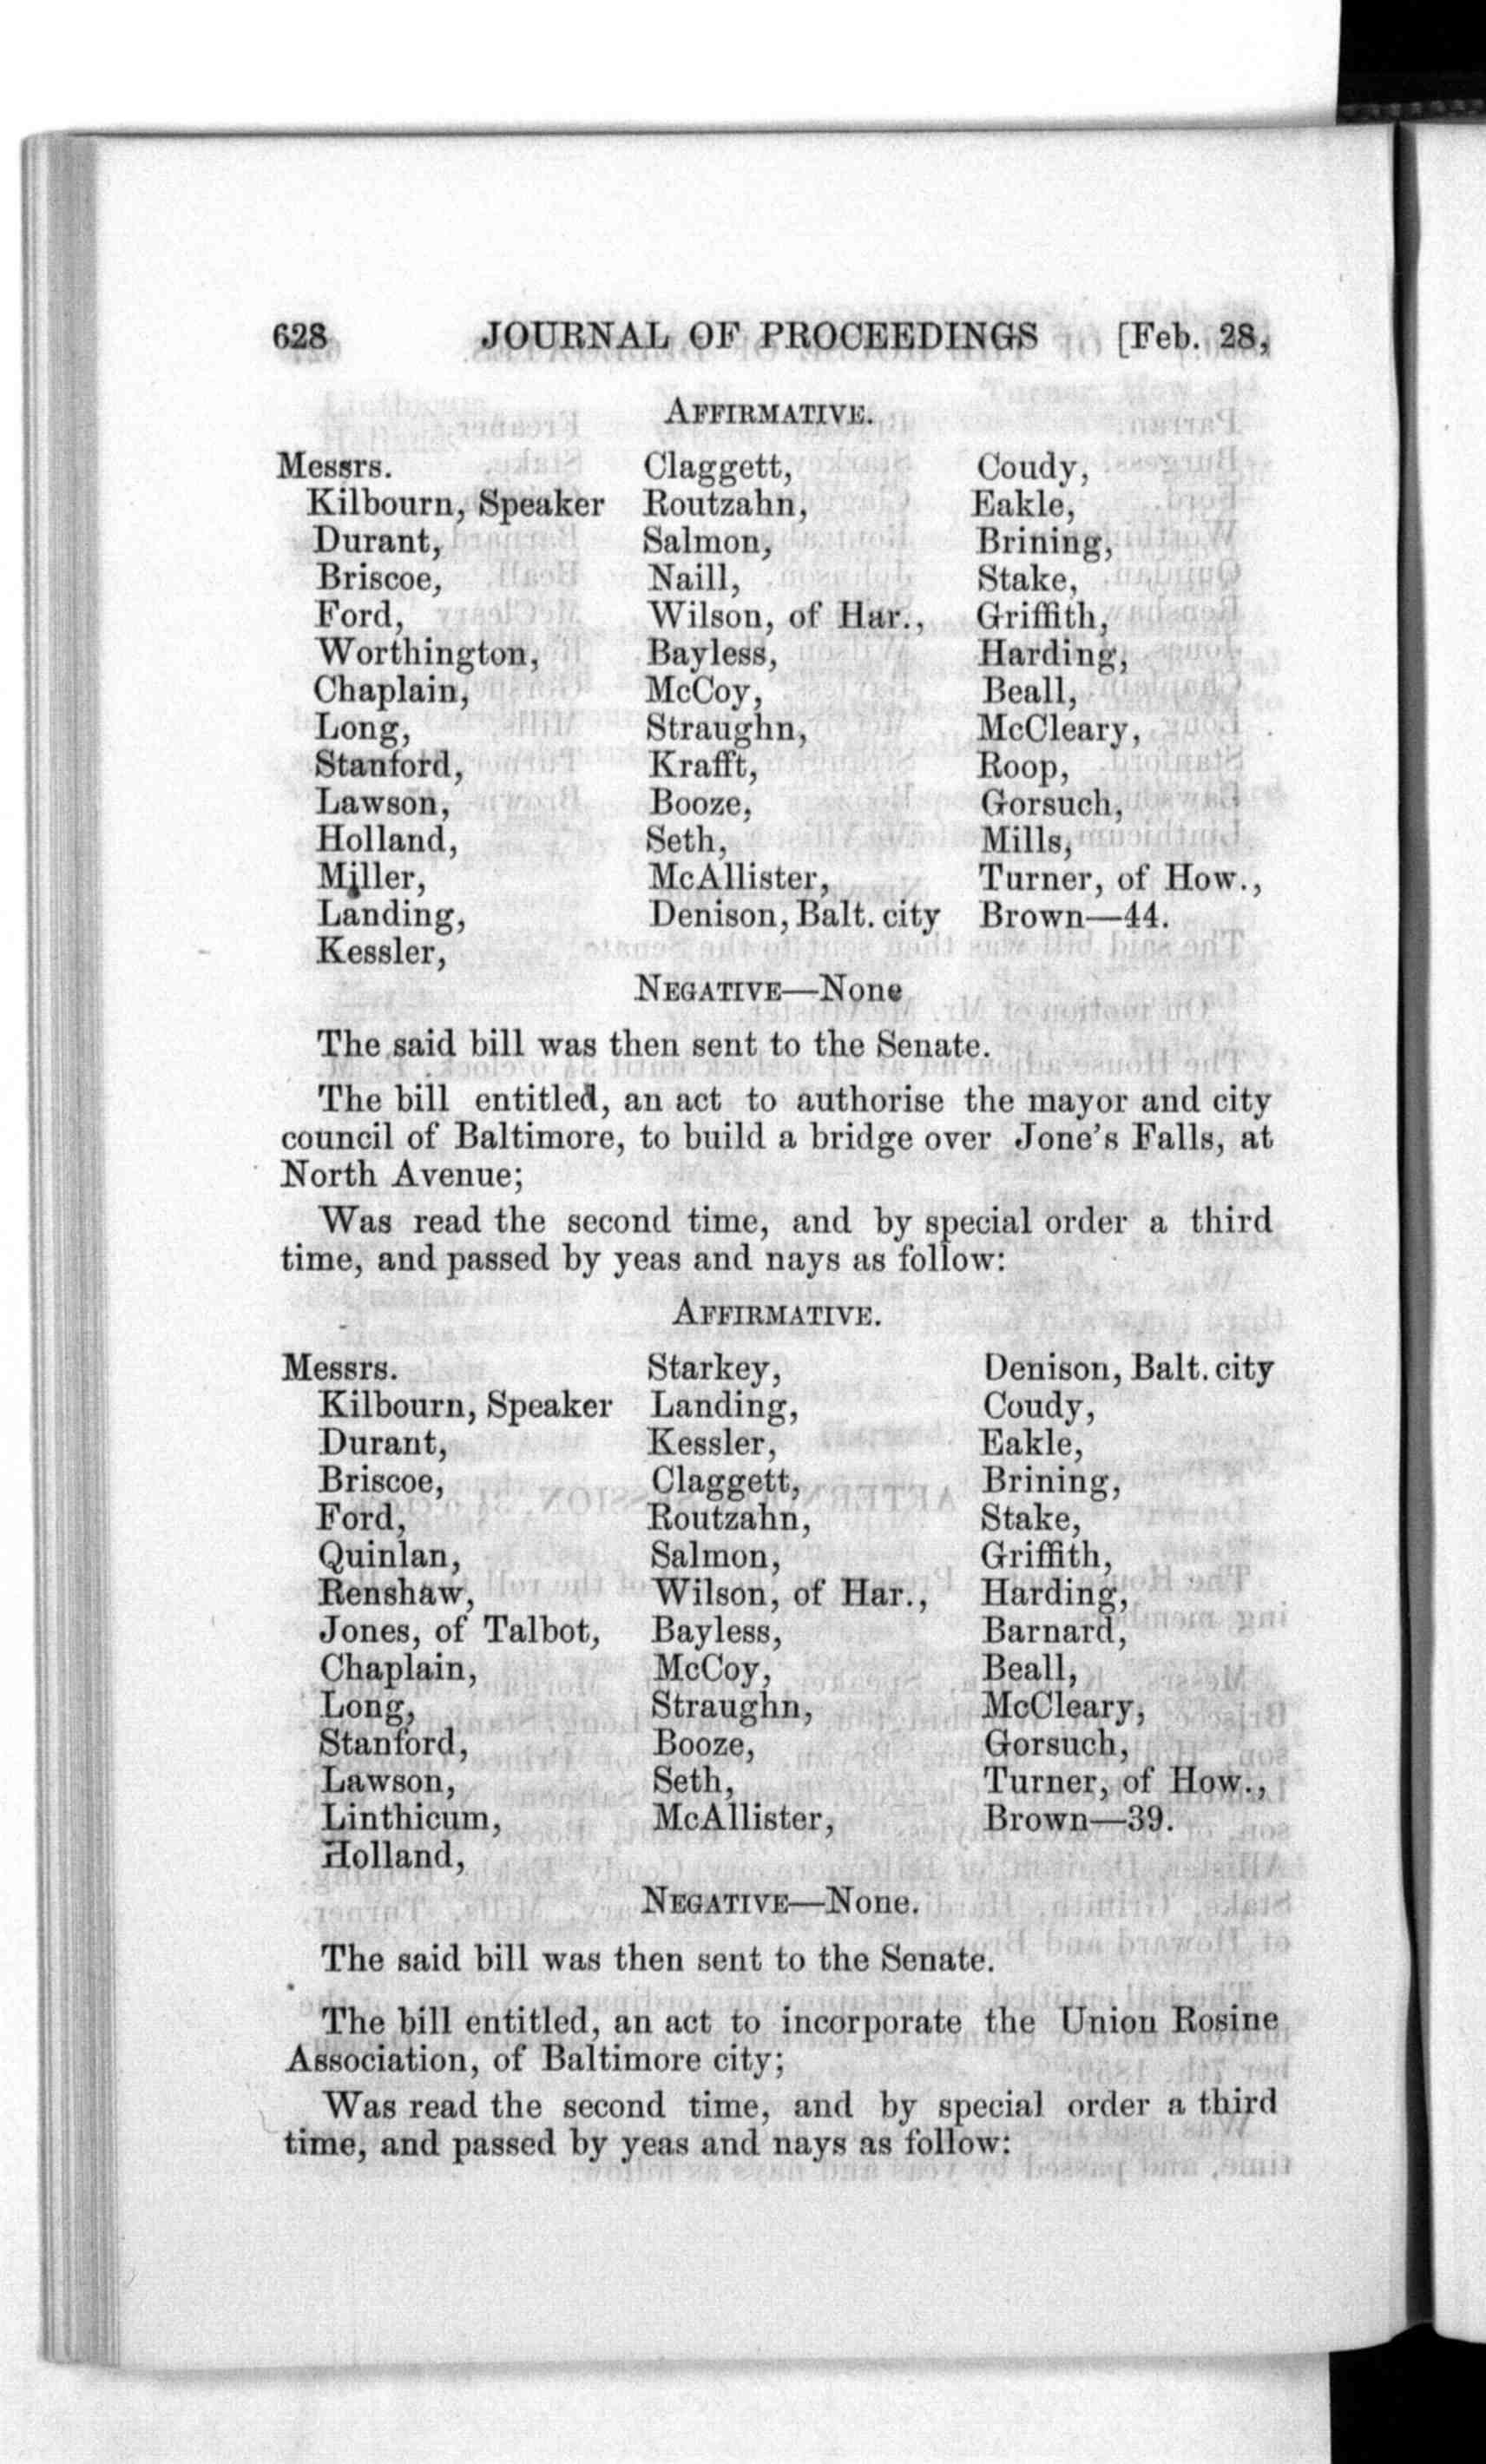 628 JOURNAL OF PROCEEDINGS [Feb. 28,
AFFIRMATIVE.
Messrs. Claggett, Coudy,
Kilbourn, Speaker Routzahn, Eakle,
Durant, Salmon, Brining,
Briscoe, Naill, Stake,
Ford, Wilson, of Har., Griffith,
Worthington, Bayless, Harding,
Chaplain, McCoy, Beall,
Long, Straughn, McCleary,
Stanford, Krafft, Roop,
Lawson, Booze, Gorsuch,
Holland, Seth, Mills,
Miller, McAllister, Turner, of How.,
Landing, Denison, Balt. city Brown—44.
Kessler,
NEGATIVE—None
The said bill was then sent to the Senate.
The bill entitled, an act to authorise the mayor and city
council of Baltimore, to build a bridge over Jone's Falls, at
North Avenue;
Was read the second time, and by special order a third
time, and passed by yeas and nays as follow:
AFFIRMATIVE.
Messrs. Starkey, Denison, Balt. city
Kilbourn, Speaker Landing, Coudy,
Durant, Kessler, Eakle,
Briscoe, Claggett, Brining,
Ford, Routzahn, Stake,
Quinlan, Salmon, Griffith,
Renshaw, Wilson, of Har., Harding,
Jones, of Talbot, Bayless, Barnard,
Chaplain, McCoy, Beall,
Long, Straughn, McCleary,
Stanford, Booze, Gorsuch,
Lawson, Seth, Turner, of How.,
Linthicum, McAllister, Brown—39.
Holland,
NEGATIVE—None.
The said bill was then sent to the Senate.
The bill entitled, an act to incorporate the Union Rosine
Association, of Baltimore city;
Was read the second time, and by special order a third
time, and passed by yeas and nays as follow: